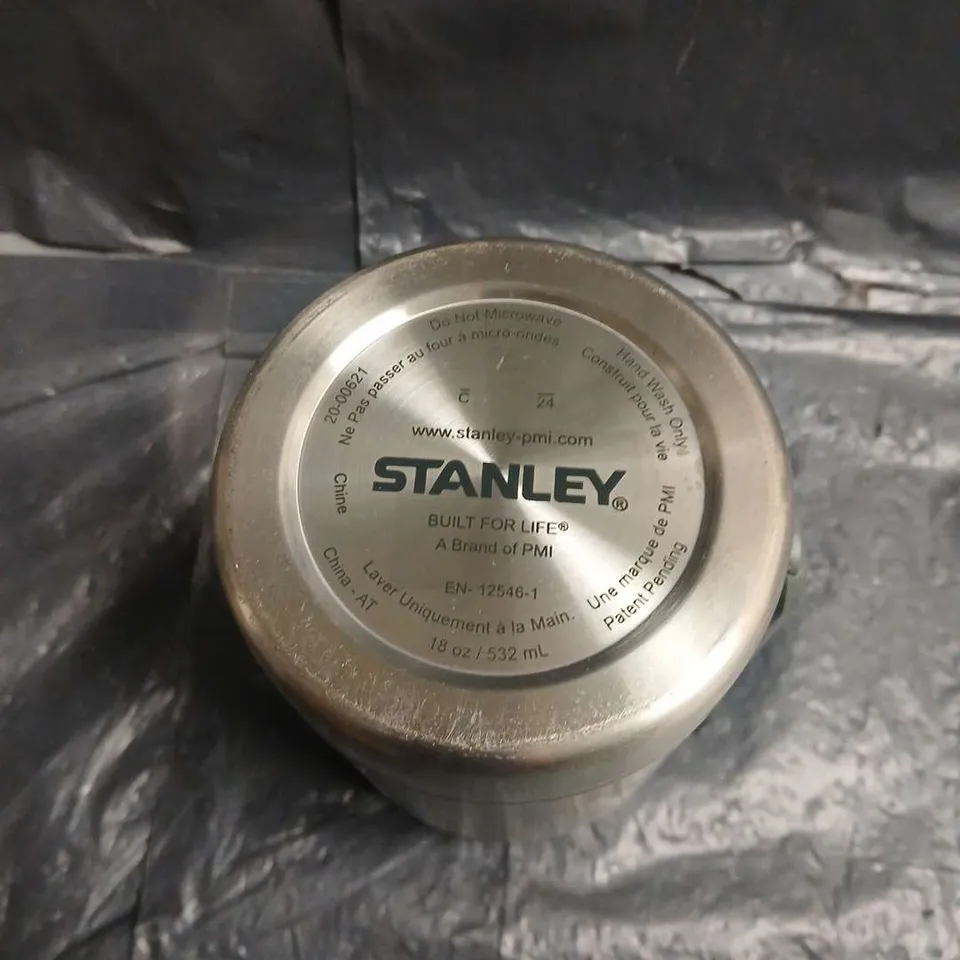 Do Not Microwave
Ne Pas passer au four à micro-ondes
20-00621
Hand Wash Only
Construit pour la vie
C 24
www.stanley-pmi.com
STANLEY®
BUILT FOR LIFE®
A Brand of PMI
EN- 12546-1
Chine
China - AT
Laver Uniquement à la Main.
18 oz / 532 mL
Une marque de PMI
Patent Pending